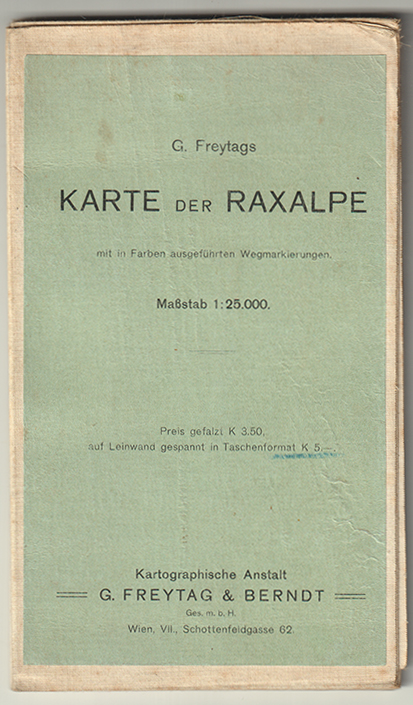 G. Freytags
KARTE DER RAXALPE
mit in Farben ausgeführten Wegmarkierungen.
Maßstab 1:25.000.
Preis gefalzt K 3.50,
auf Leinwand gespannt in Taschenformat K 5.—.
Kartographische Anstalt
G. FREYTAG & BERNDT
Ges. m. b. H.
Wien, VII., Schottenfeldgasse 62.